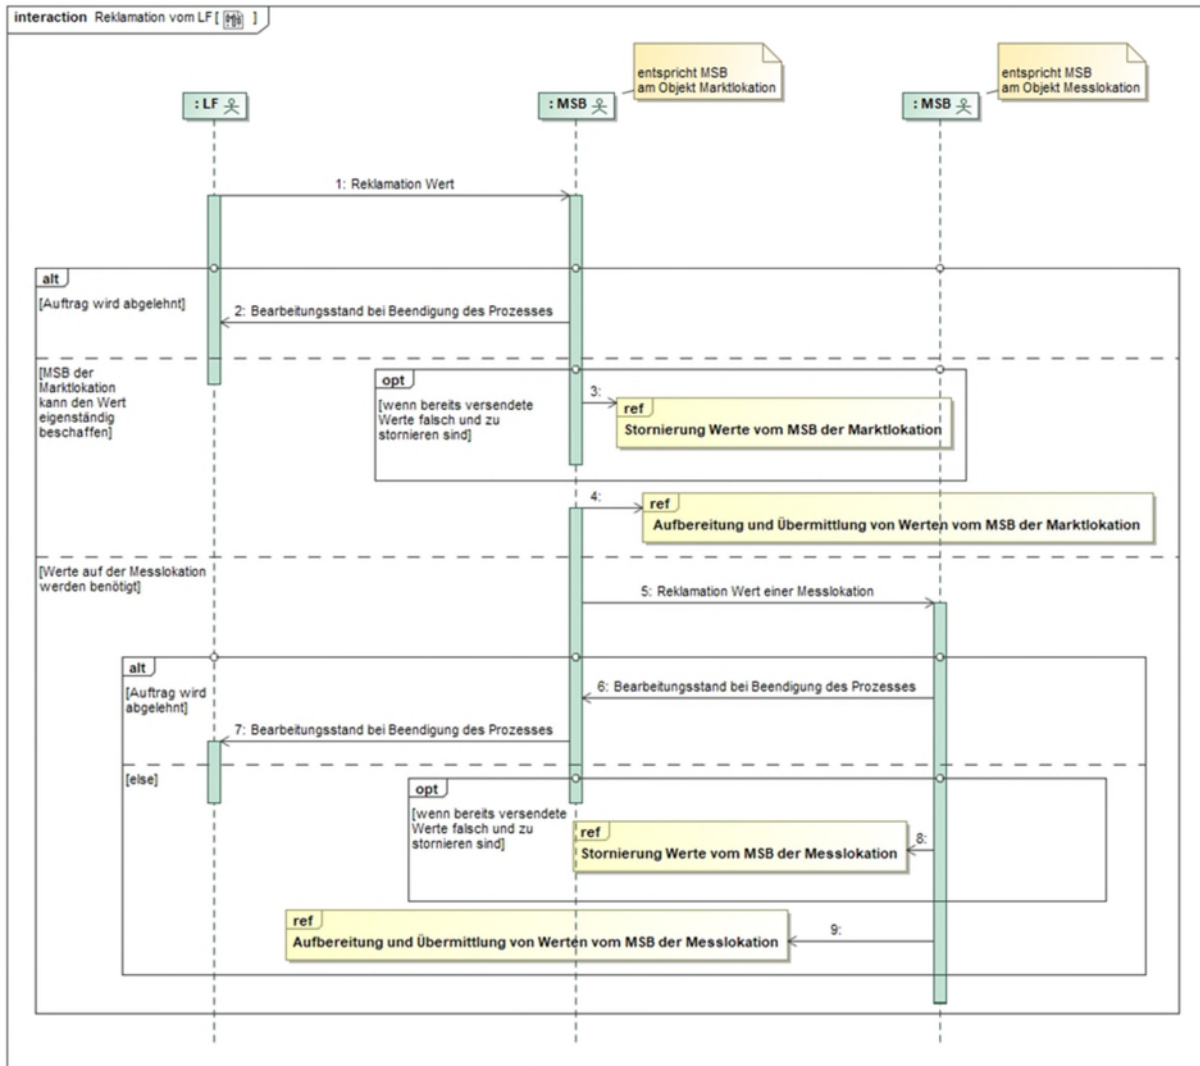 interaction Reklamation vom LF [ ]
entspricht MSB
am Objekt Marktlokation
entspricht MSB
am Objekt Messlokation
: LF
: MSB
: MSB
1: Reklamation Wert
alt
[Auftrag wird abgelehnt]
2: Bearbeitungsstand bei Beendigung des Prozesses
[MSB der
Marktlokation
kann den Wert
eigenständig
beschaffen]
opt
[wenn bereits versendete
Werte falsch und zu
stornieren sind]
3:
ref
Stornierung Werte vom MSB der Marktlokation
4:
ref
Aufbereitung und Übermittlung von Werten vom MSB der Marktlokation
[Werte auf der Messlokation
werden benötigt]
5: Reklamation Wert einer Messlokation
alt
[Auftrag wird
abgelehnt]
6: Bearbeitungsstand bei Beendigung des Prozesses
7: Bearbeitungsstand bei Beendigung des Prozesses
[else]
opt
[wenn bereits versendete
Werte falsch und zu
stornieren sind]
ref
Stornierung Werte vom MSB der Messlokation
8:
ref
Aufbereitung und Übermittlung von Werten vom MSB der Messlokation
9: